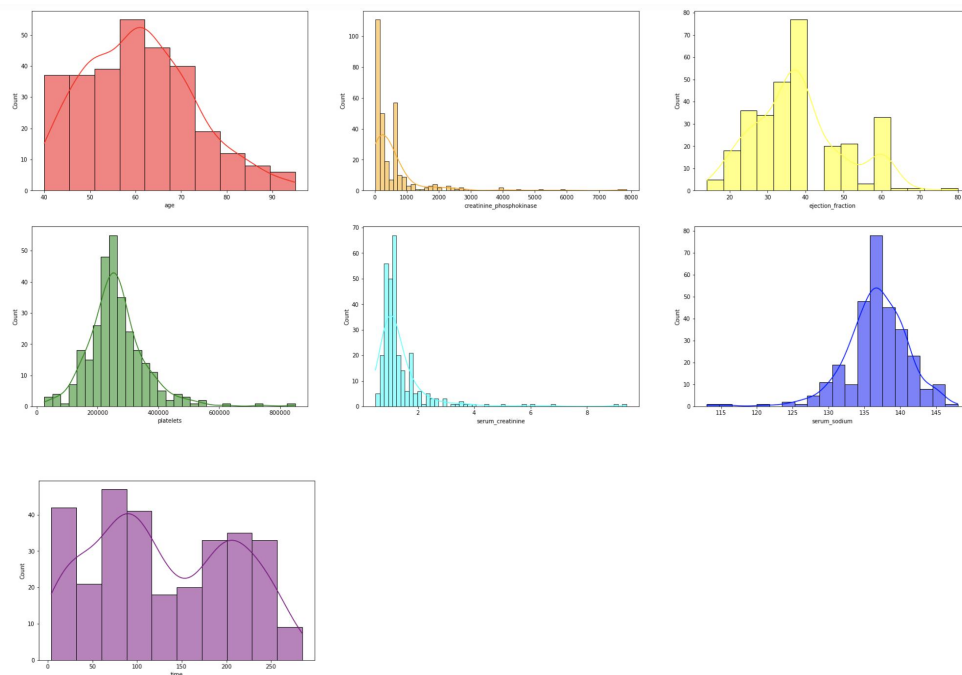 50
40
30
20
10
0
Count
40 50 60 70 80 90
age
100
80
60
40
20
0
Count
0 1000 2000 3000 4000 5000 6000 7000 8000
creatinine_phosphokinase
80
70
60
50
40
30
20
10
0
Count
20 30 40 50 60 70 80
ejection_fraction
50
40
30
20
10
0
Count
0 200000 400000 600000 800000
platelets
70
60
50
40
30
20
10
0
Count
2 4 6 8
serum_creatinine
80
70
60
50
40
30
20
10
0
Count
115 120 125 130 135 140 145
serum_sodium
40
30
20
10
0
Count
0 50 100 150 200 250
time